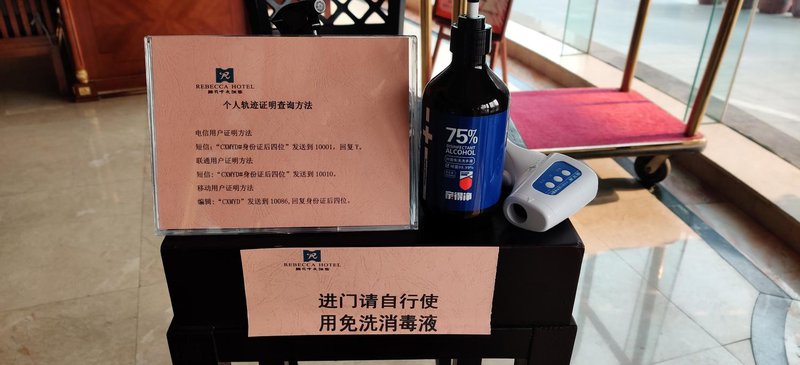 REBECCA HOTEL
个人轨迹证明查询方法
电信用户证明方法
短信：“CXMYD#身份证后四位”发送到10001，回复Y。
联通用户证明方法
短信：“CXMYD#身份证后四位”发送到10010。
移动用户证明方法
编辑：“CXMYD”发送到10086,回复身份证后四位。
75%
DISINFECTANT
ALCOHOL
亲得净
REBECCA HOTEL
进门请自行使
用免洗消毒液